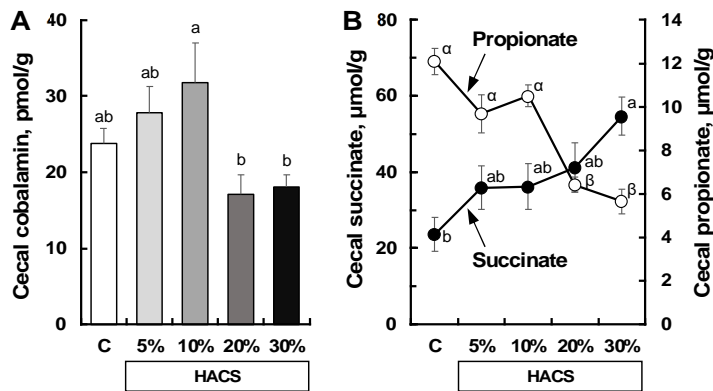 A
Cecal cobalamin, pmol/g
40
30
20
10
0
ab
ab
a
b
b
C
5%
10%
20%
30%
HACS
B
Cecal succinate, μmol/g
80
60
40
20
0
Propionate
Succinate
α
α
α
β
β
b
ab
ab
ab
a
C
5%
10%
20%
30%
HACS
14
12
10
8
6
4
2
0
Cecal propionate, μmol/g